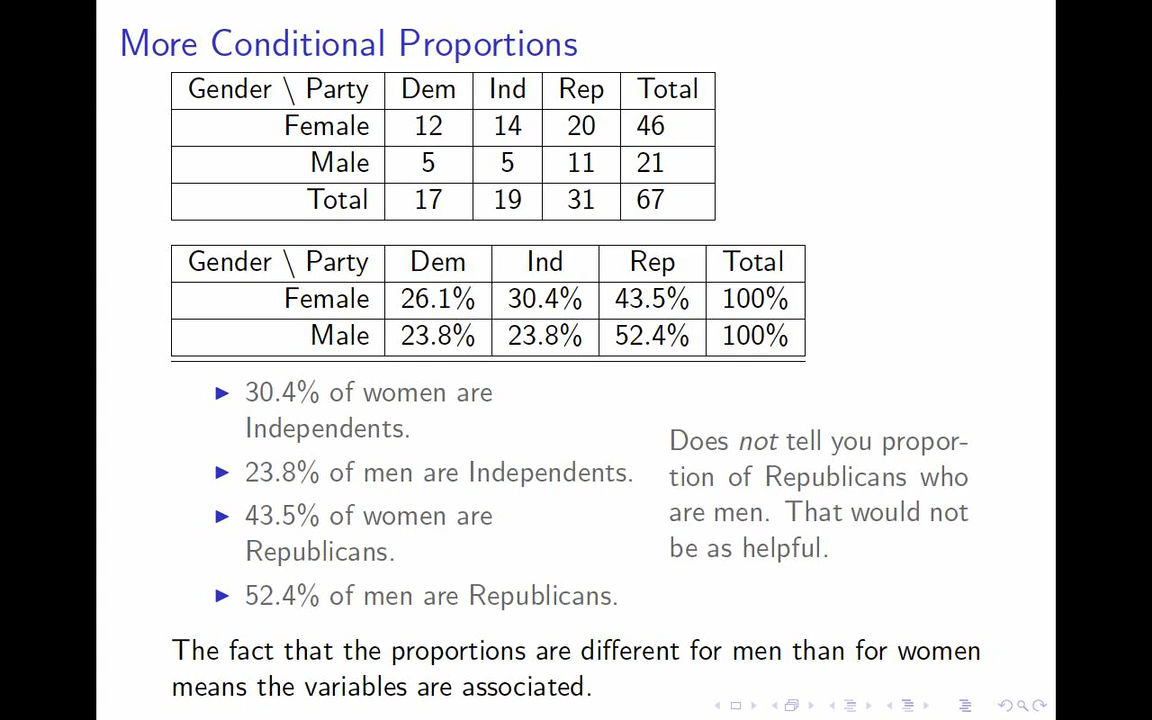 More Conditional Proportions
Gender \ Party Dem Ind Rep Total
Female 12 14 20 46
Male 5 5 11 21
Total 17 19 31 67
Gender \ Party Dem Ind Rep Total
Female 26.1% 30.4% 43.5% 100%
Male 23.8% 23.8% 52.4% 100%
30.4% of women are
Independents.
23.8% of men are Independents.
43.5% of women are
Republicans.
52.4% of men are Republicans.
Does not tell you propor-
tion of Republicans who
are men. That would not
be as helpful.
The fact that the proportions are different for men than for women
means the variables are associated.